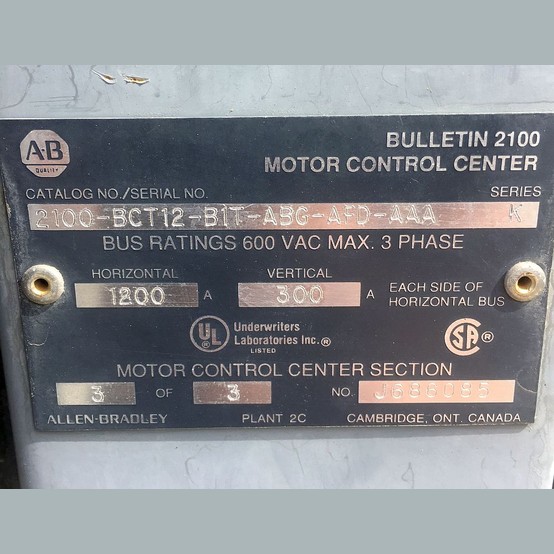 A-B
QUALITY
BULLETIN 2100
MOTOR CONTROL CENTER
CATALOG NO./SERIAL NO. SERIES
2100-BCT12-B1T-ABG-AFD-AAA K
BUS RATINGS 600 VAC MAX. 3 PHASE
HORIZONTAL VERTICAL
1200 A 300 A EACH SIDE OF
HORIZONTAL BUS
UL Underwriters
Laboratories Inc.®
LISTED
SA®
MOTOR CONTROL CENTER SECTION
3 OF 3 NO.
ALLEN-BRADLEY PLANT 2C CAMBRIDGE, ONT. CANADA